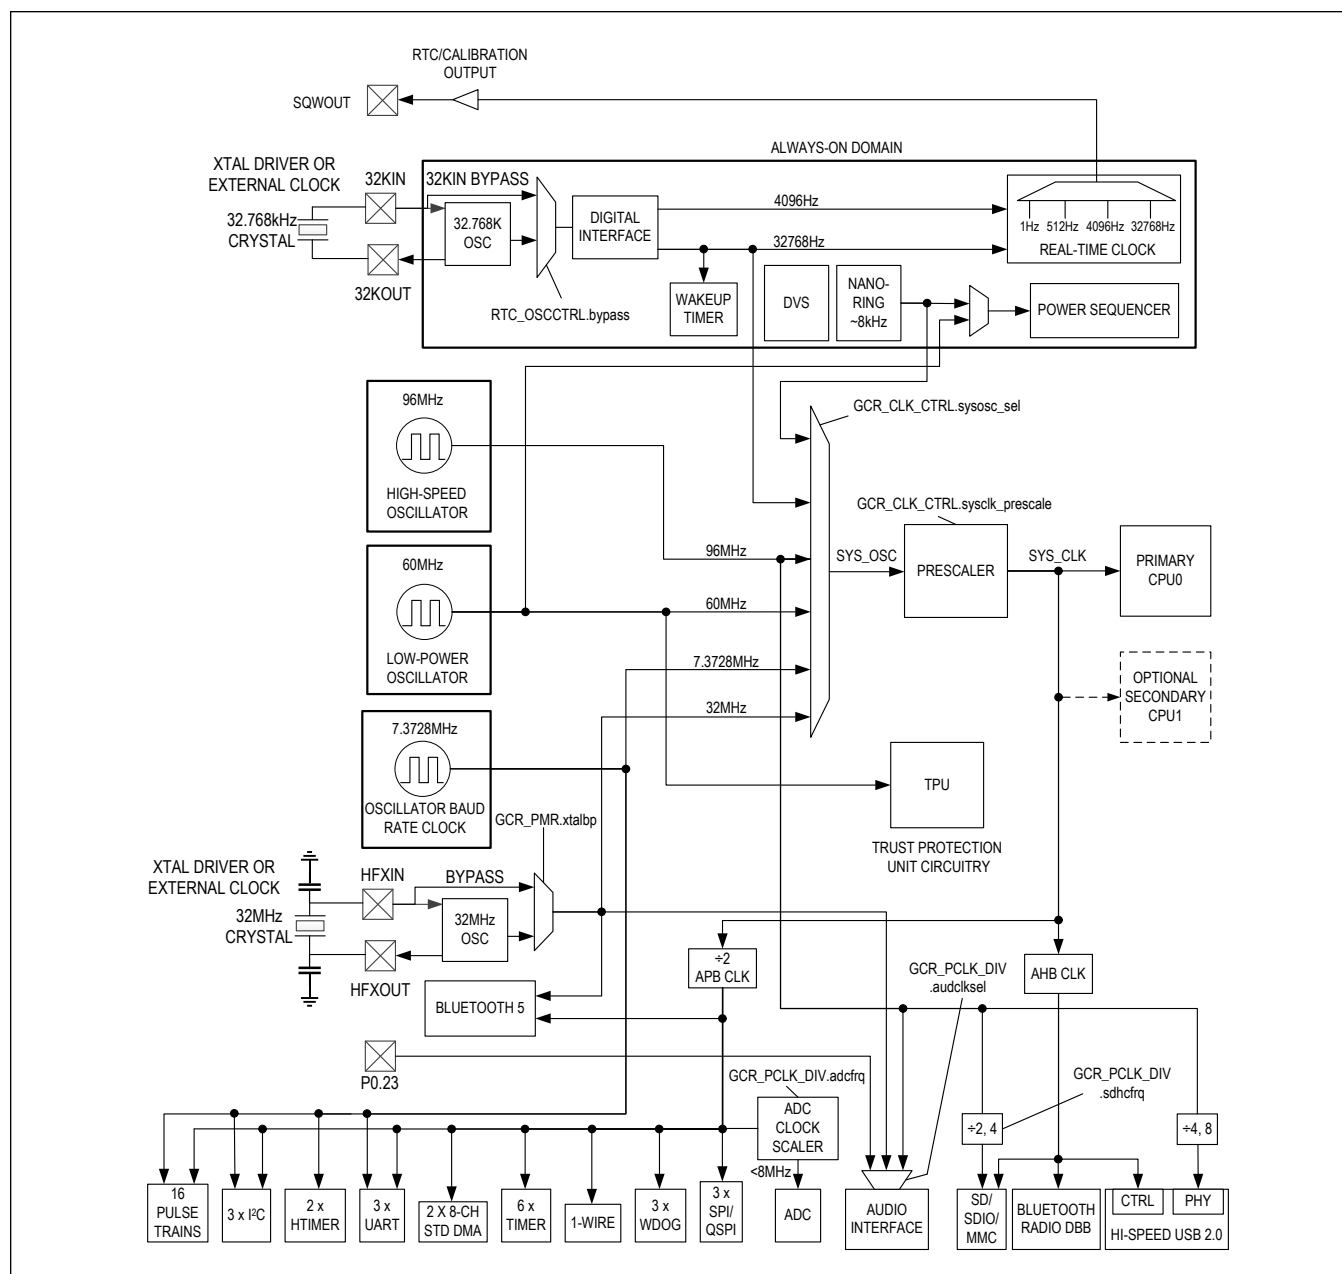 RTC/CALIBRATION
OUTPUT
SQWOUT
ALWAYS-ON DOMAIN
XTAL DRIVER OR
EXTERNAL CLOCK
32KIN
32KIN BYPASS
32.768kHz
CRYSTAL
32.768K
OSC
32KOUT
DIGITAL
INTERFACE
4096Hz
32768Hz
1Hz 512Hz 4096Hz 32768Hz
REAL-TIME CLOCK
RTC_OSCCTRL.bypass
WAKEUP
TIMER
DVS
NANO-
RING
~8kHz
POWER SEQUENCER
96MHz
HIGH-SPEED
OSCILLATOR
GCR_CLK_CTRL.sysosc_sel
GCR_CLK_CTRL.sysclk_prescale
96MHz
SYS_OSC
PRESCALER
SYS_CLK
PRIMARY
CPU0
60MHz
LOW-POWER
OSCILLATOR
60MHz
7.3728MHz
32MHz
OPTIONAL
SECONDARY
CPU1
7.3728MHz
OSCILLATOR BAUD
RATE CLOCK
GCR_PMR.xtalbp
TPU
TRUST PROTECTION
UNIT CIRCUITRY
XTAL DRIVER OR
EXTERNAL CLOCK
HFXIN
BYPASS
32MHz
CRYSTAL
32MHz
OSC
HFXOUT
÷2
APB CLK
AHB CLK
GCR_PCLK_DIV
.audclksel
BLUETOOTH 5
P0.23
GCR_PCLK_DIV.adcfrq
GCR_PCLK_DIV
.sdhcfrq
ADC
CLOCK
SCALER
÷2, 4
÷4, 8
<8MHz
16
PULSE
TRAINS
3 x I²C
2 x
HTIMER
3 x
UART
2 X 8-CH
STD DMA
6 x
TIMER
1-WIRE
3 x
WDOG
3 x
SPI/
QSPI
ADC
AUDIO
INTERFACE
SD/
SDIO/
MMC
BLUETOOTH
RADIO DBB
CTRL
PHY
HI-SPEED USB 2.0